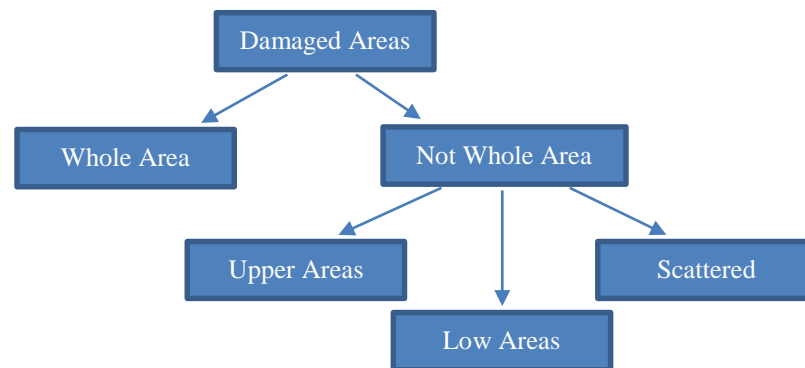 Damaged Areas
Whole Area
Not Whole Area
Upper Areas
Scattered
Low Areas